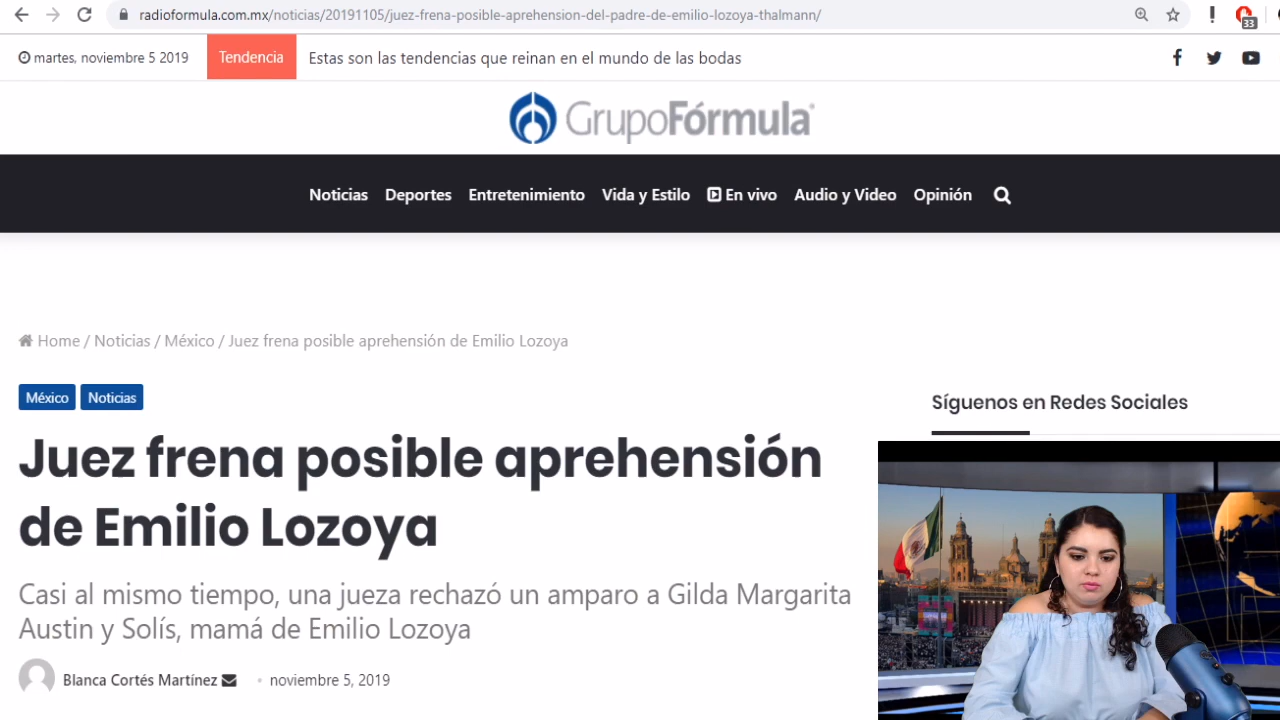 radioformula.com.mx/noticias/20191105/juez-frena-posible-aprehension-del-padre-de-emilio-lozoya-thalmann/
33
martes, noviembre 5 2019
Tendencia
Estas son las tendencias que reinan en el mundo de las bodas
GrupoFórmula
Noticias Deportes Entretenimiento Vida y Estilo En vivo Audio y Video Opinión
Home / Noticias / México / Juez frena posible aprehensión de Emilio Lozoya
México Noticias
Juez frena posible aprehensión
de Emilio Lozoya
Casi al mismo tiempo, una jueza rechazó un amparo a Gilda Margarita
Austin y Solís, mamá de Emilio Lozoya
Blanca Cortés Martínez • noviembre 5, 2019
Síguenos en Redes Sociales